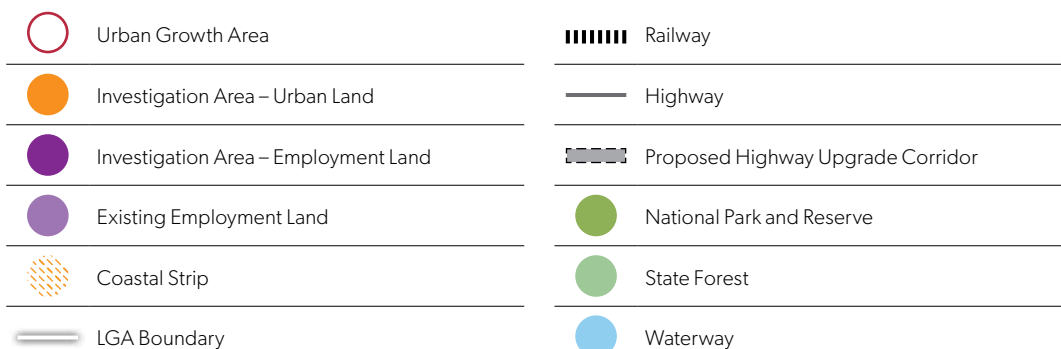 Urban Growth Area
Investigation Area – Urban Land
Investigation Area – Employment Land
Existing Employment Land
Coastal Strip
LGA Boundary
Railway
Highway
Proposed Highway Upgrade Corridor
National Park and Reserve
State Forest
Waterway